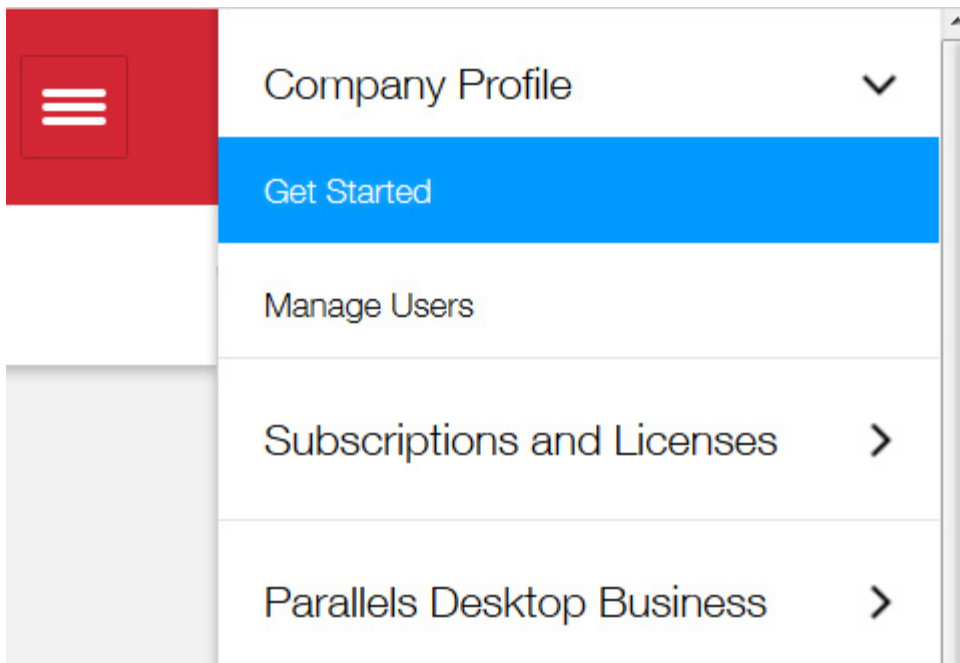 Company Profile
Get Started
Manage Users
Subscriptions and Licenses
Parallels Desktop Business